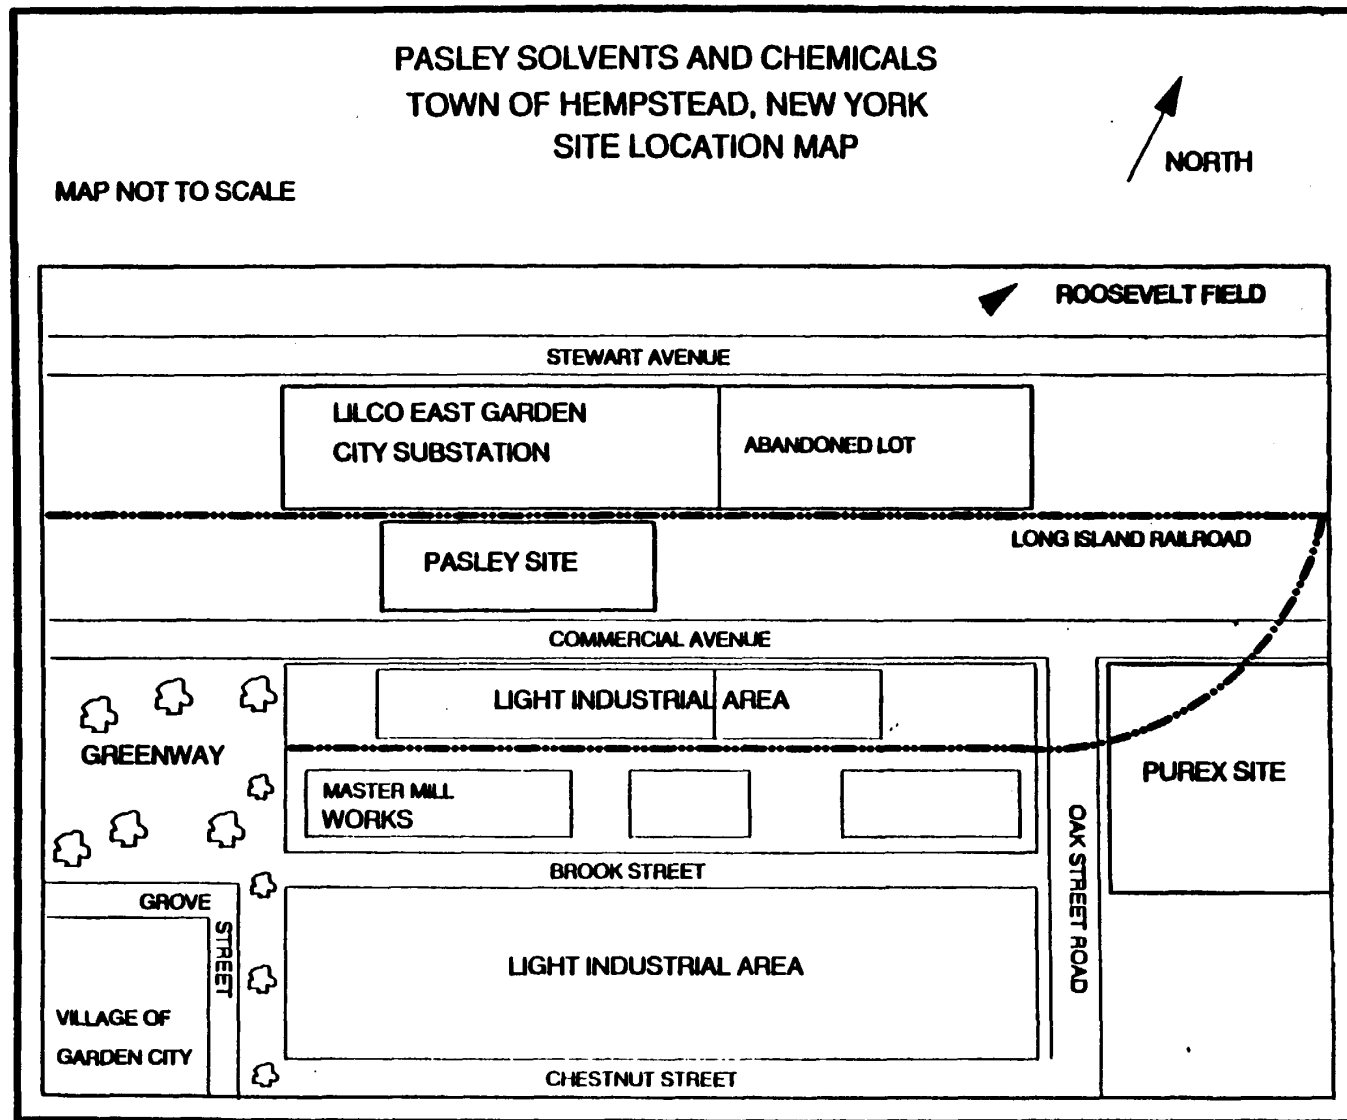 PASLEY SOLVENTS AND CHEMICALS
TOWN OF HEMPSTEAD, NEW YORK
SITE LOCATION MAP
NORTH
MAP NOT TO SCALE
ROOSEVELT FIELD
STEWART AVENUE
LILCO EAST GARDEN
CITY SUBSTATION
ABANDONED LOT
LONG ISLAND RAILROAD
PASLEY SITE
COMMERCIAL AVENUE
LIGHT INDUSTRIAL AREA
GREENWAY
PUREX SITE
MASTER MILL
WORKS
OAK STREET ROAD
BROOK STREET
GROVE
STREET
LIGHT INDUSTRIAL AREA
VILLAGE OF
GARDEN CITY
CHESTNUT STREET